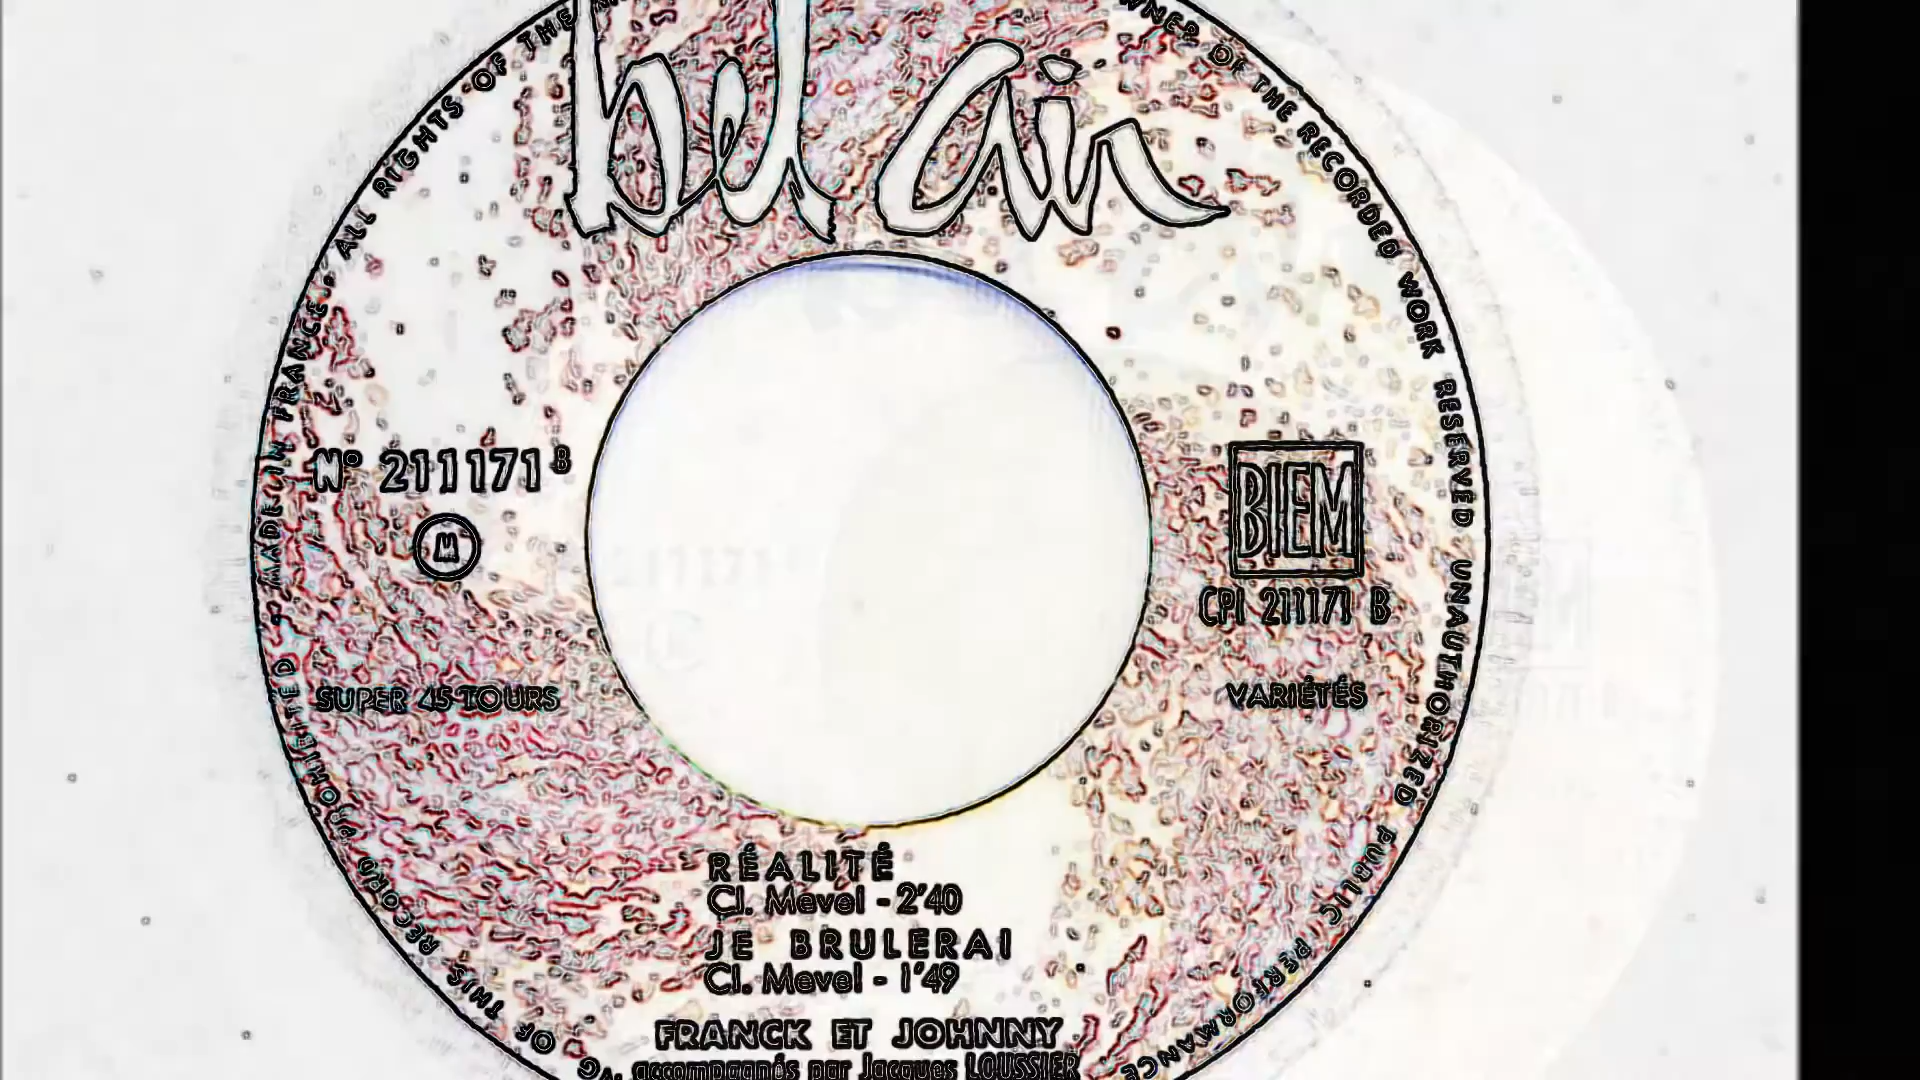 bel air
N° 211171 B
M
SUPER 45 TOURS
BIEM
CPI 211171 B
VARIÉTÉS
RÉALITÉ
Cl. Mevel - 2'40
JE BRULERAI
Cl. Mevel - 1'49
FRANCK ET JOHNNY
accompagnés par Jacques LOUSSIER
OF THIS RECORD PROHIBITED - MADE IN FRANCE. ALL RIGHTS OF THE
OWNER OF THE RECORDED WORK RESERVED UNAUTHORIZED PUBLIC PERFORMANCE